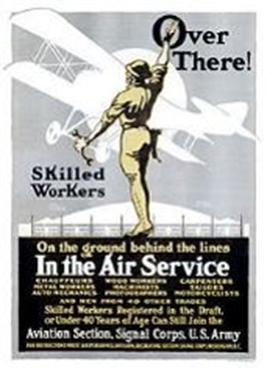 Over
There!
Skilled
Workers
On the ground behind the lines
In the Air Service
CHAUFFEURS WOOD WORKERS CARPENTERS
METAL WORKERS MACHINISTS SAILORS
AUTO MECHANICS PHOTOGRAPHERS MOTORCYCLISTS
AND MEN FROM 40 OTHER TRADES
Skilled Workers Registered in the Draft,
or Under 40 Years of Age Can Still Join the
Aviation Section, Signal Corps, U.S. Army